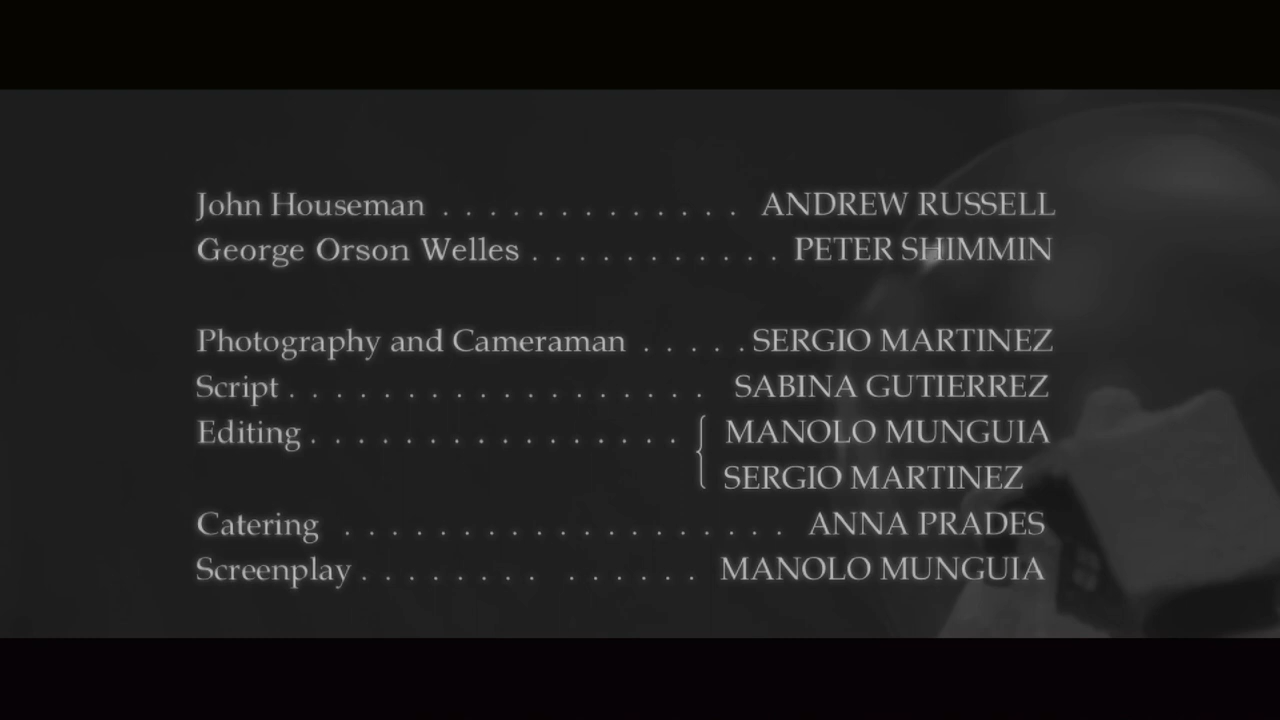 John Houseman . . . . . . . . . . . . . ANDREW RUSSELL
George Orson Welles . . . . . . . . . . . PETER SHIMMIN
Photography and Cameraman . . . . . SERGIO MARTINEZ
Script . . . . . . . . . . . . . . . . . . SABINA GUTIERREZ
Editing . . . . . . . . . . . . . . . . { MANOLO MUNGUIA
SERGIO MARTINEZ
Catering . . . . . . . . . . . . . . . . . . . ANNA PRADES
Screenplay . . . . . . . . . . . . . . MANOLO MUNGUIA